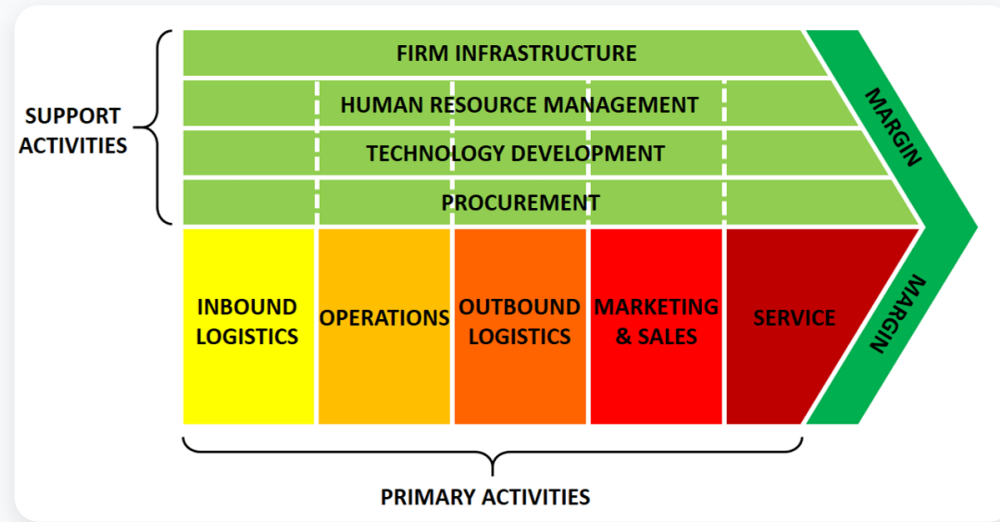 FIRM INFRASTRUCTURE
HUMAN RESOURCE MANAGEMENT
TECHNOLOGY DEVELOPMENT
PROCUREMENT
SUPPORT
ACTIVITIES
MARGIN
INBOUND
LOGISTICS
OPERATIONS
OUTBOUND
LOGISTICS
MARKETING
& SALES
SERVICE
MARGIN
PRIMARY ACTIVITIES